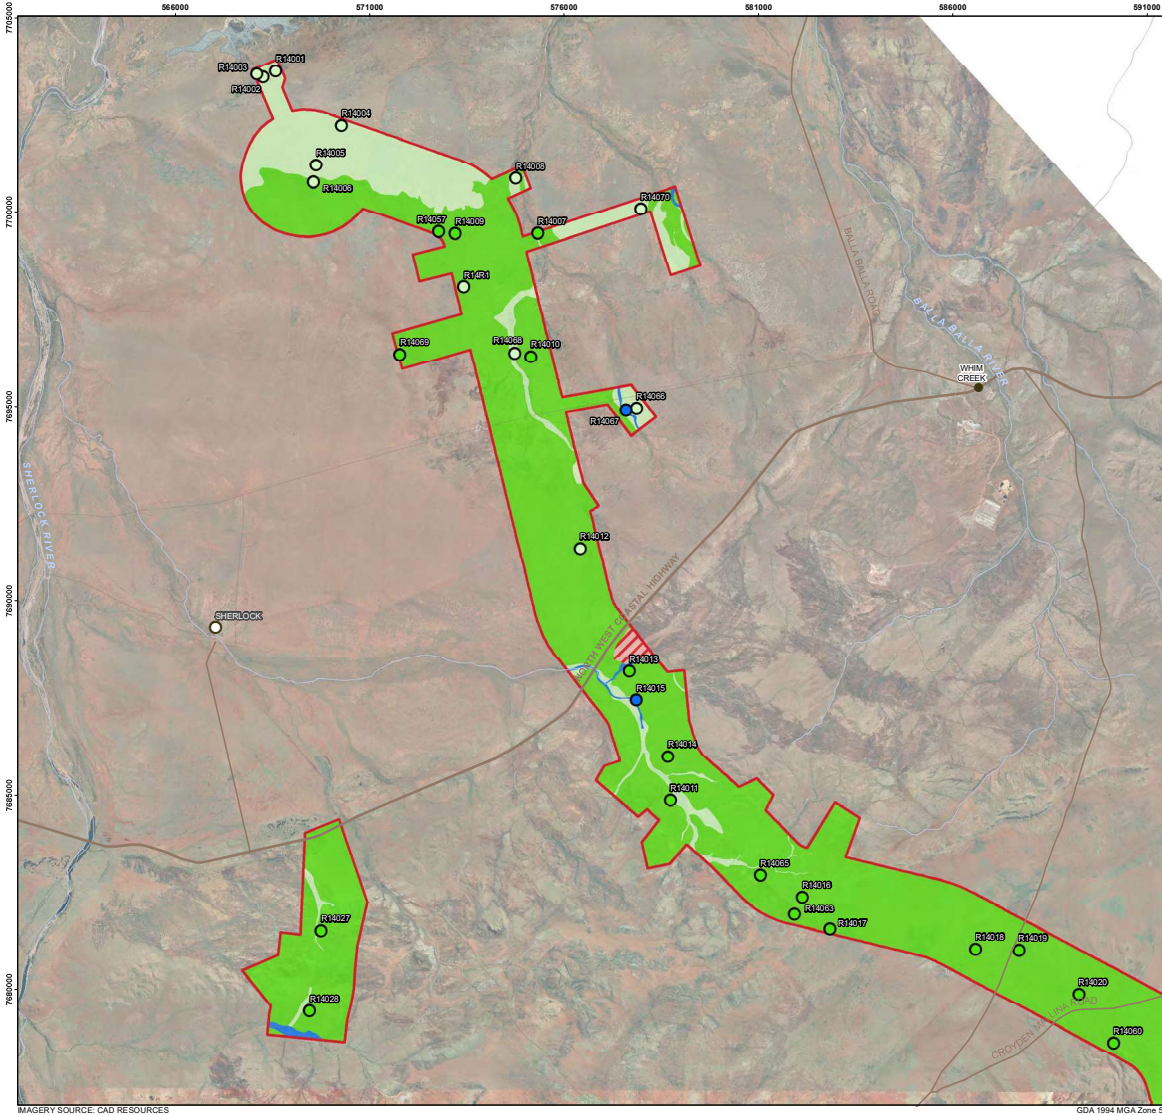 566000
571000
576000
581000
586000
591000
7705000
R14001
R14003
R14002
R14004
R14005
R14006
R14008
R14070
7700000
R14057
R14009
R14007
BALLA BALLA ROAD
R14R1
BALLA BALLA RIVER
R14068
R14010
R14069
WHIM
CREEK
R14066
R14067
7695000
SHERLOCK RIVER
R14012
NORTH WEST COASTAL HIGHWAY
7690000
SHERLOCK
R14013
R14015
R14014
R14011
7685000
R14065
R14016
R14063
R14017
R14027
R14018
R14019
R14020
7680000
R14028
CROYDEN MALLINA ROAD
R14060
IMAGERY SOURCE: CAD RESOURCES
GDA 1994 MGA Zone 5